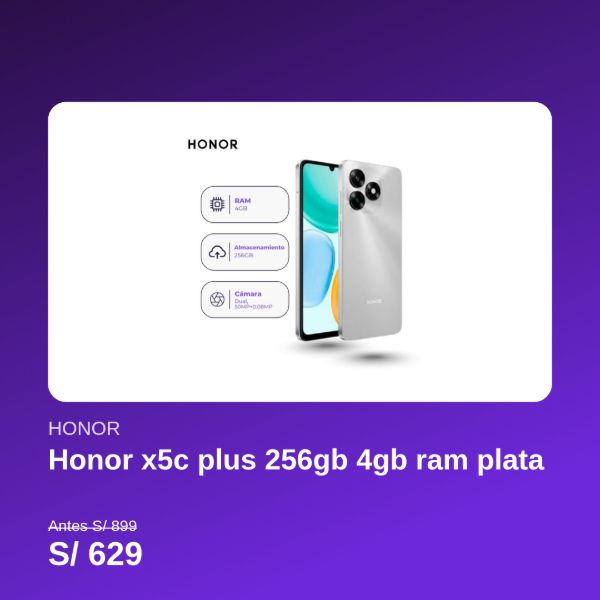 HONOR
RAM
4GB
Almacenamiento
256GB
Cámara
Dual,
50MP+0.08MP
HONOR
HONOR
Honor x5c plus 256gb 4gb ram plata
Antes S/ 899
S/ 629